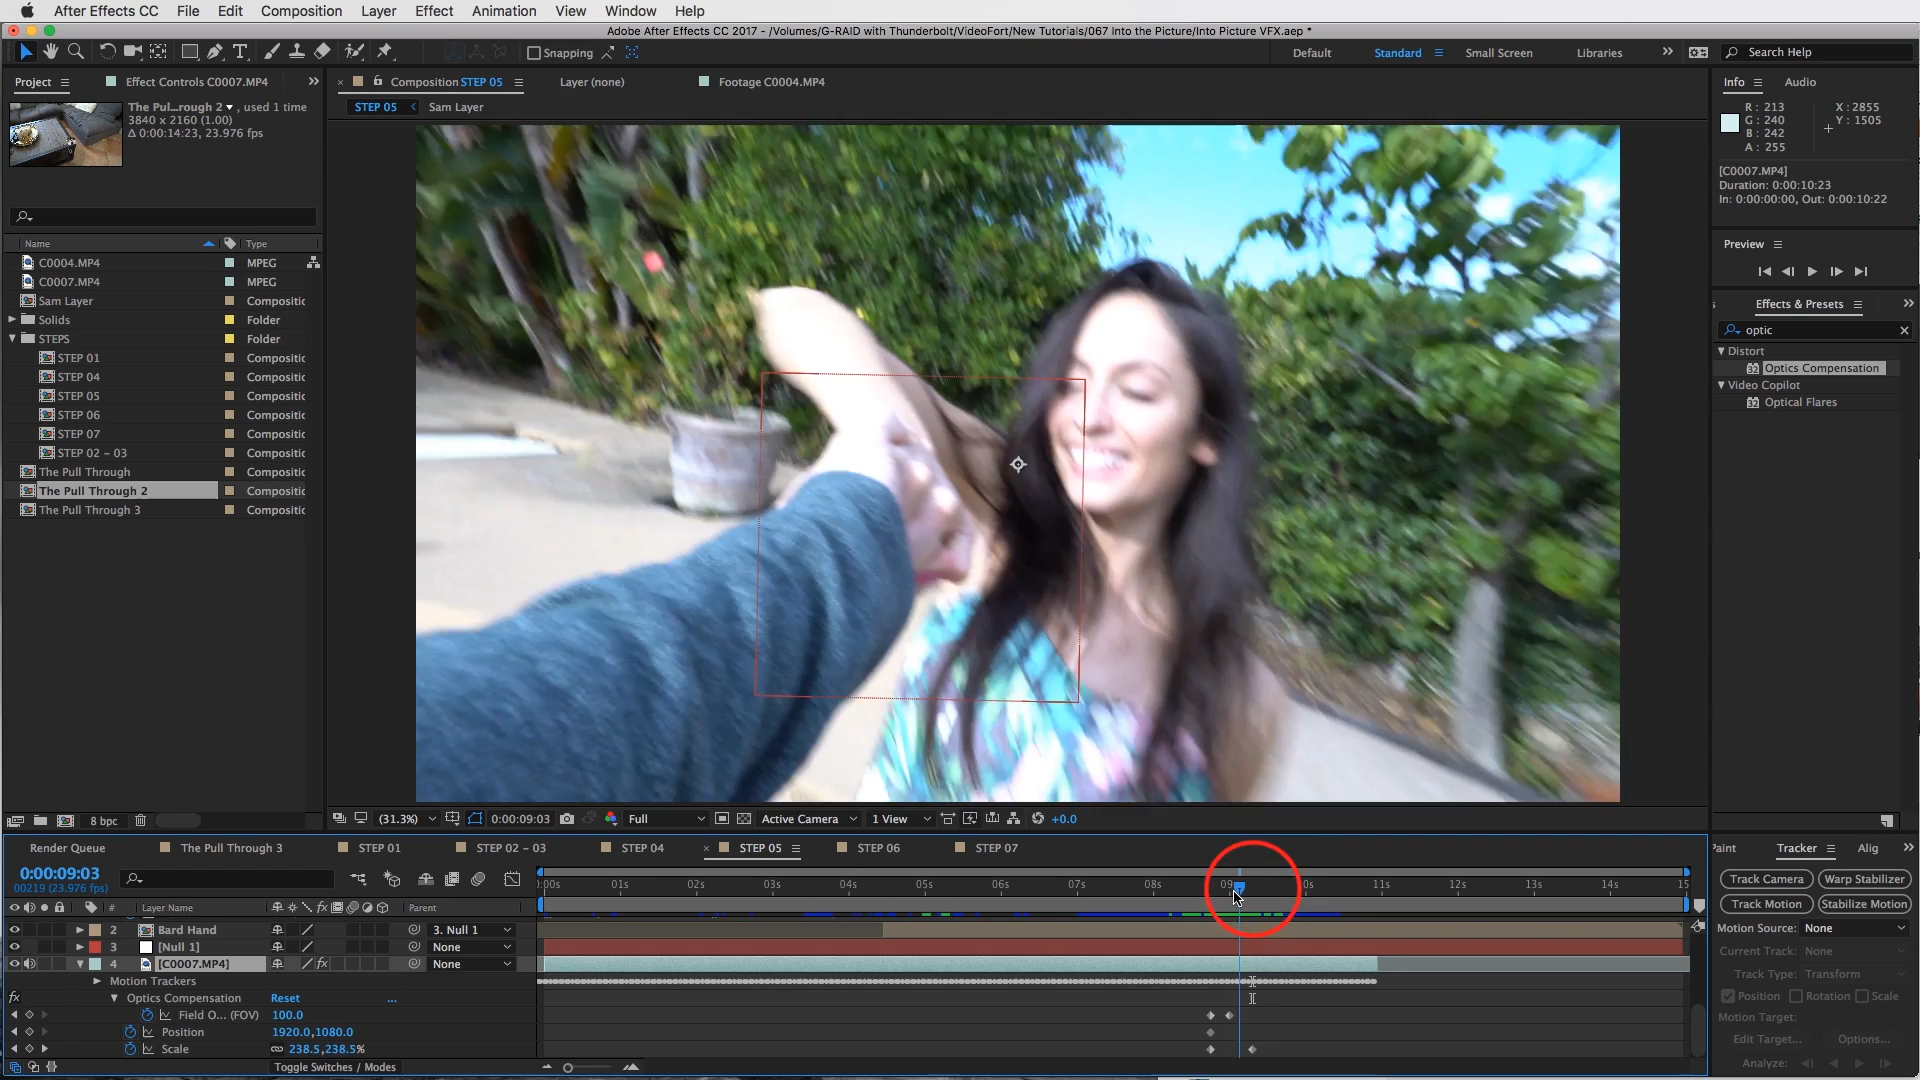 After Effects CC File Edit Composition Layer Effect Animation View Window Help
Adobe After Effects CC 2017 - /Volumes/G-RAID with Thunderbolt/VideoFort/New Tutorials/067 Into the Picture/Into Picture VFX.aep *
Snapping Default Standard Small Screen Libraries Search Help
Project Effect Controls C0007.MP4
The Pul...rough 2 , used 1 time
3840 x 2160 (1.00)
Δ 0:00:14:23, 23.976 fps
Name Type
C0004.MP4 MPEG
C0007.MP4 MPEG
Sam Layer Compositic
Solids Folder
STEPS Folder
STEP 01 Compositic
STEP 04 Compositic
STEP 05 Compositic
STEP 06 Compositic
STEP 07 Compositic
STEP 02 - 03 Compositic
The Pull Through Compositic
The Pull Through 2 Compositic
The Pull Through 3 Compositic
8 bpc
Composition STEP 05 Layer (none) Footage C0004.MP4
STEP 05 Sam Layer
(31.3%) 0:00:09:03 Full Active Camera 1 View +0.0
Info Audio
R : 213 X : 2855
G : 240 Y : 1505
B : 242
A : 255
[C0007.MP4]
Duration: 0:00:10:23
In: 0:00:00:00, Out: 0:00:10:22
Preview
Effects & Presets
optic
Distort
Optics Compensation
Video Copilot
Optical Flares
Render Queue The Pull Through 3 STEP 01 STEP 02 - 03 STEP 04 STEP 05 STEP 06 STEP 07
0:00:09:03
00219 (23.976 fps)
):00s 01s 02s 03s 04s 05s 06s 07s 08s 09 0s 11s 12s 13s 14s 15
# Layer Name Parent
2 Bard Hand 3. Null 1
3 [Null 1] None
4 [C0007.MP4] None
Motion Trackers
fx Optics Compensation Reset ...
Field O... (FOV) 100.0
Position 1920.0,1080.0
Scale 238.5,238.5%
Toggle Switches / Modes
Paint Tracker Alig
Track Camera Warp Stabilizer
Track Motion Stabilize Motion
Motion Source: None
Current Track: None
Track Type: Transform
Position Rotation Scale
Motion Target:
Edit Target... Options...
Analyze: